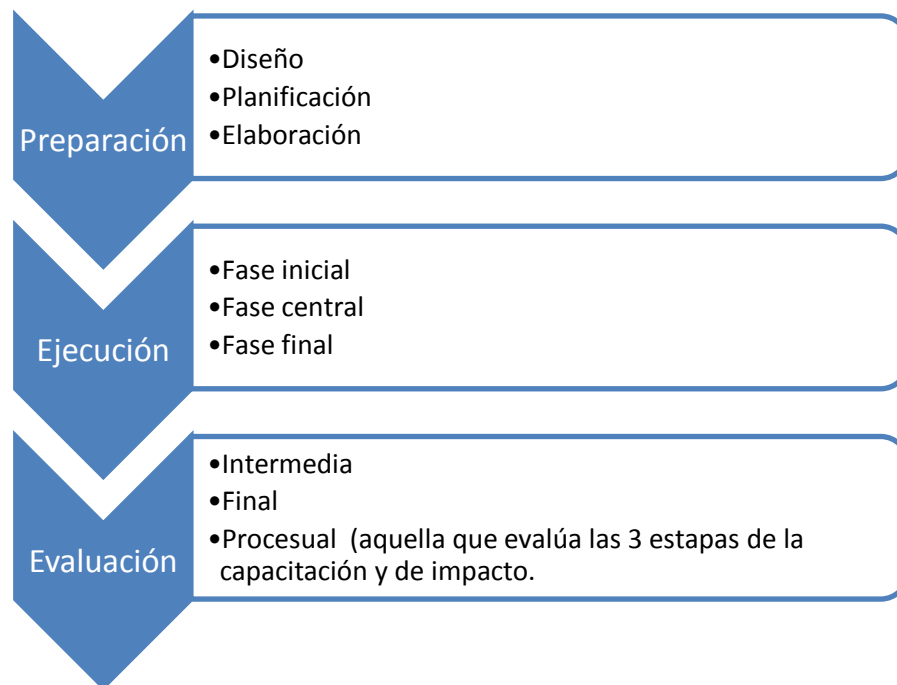 Preparación
•Diseño
•Planificación
•Elaboración
Ejecución
•Fase inicial
•Fase central
•Fase final
Evaluación
•Intermedia
•Final
•Procesual (aquella que evalúa las 3 estapas de la
capacitación y de impacto.